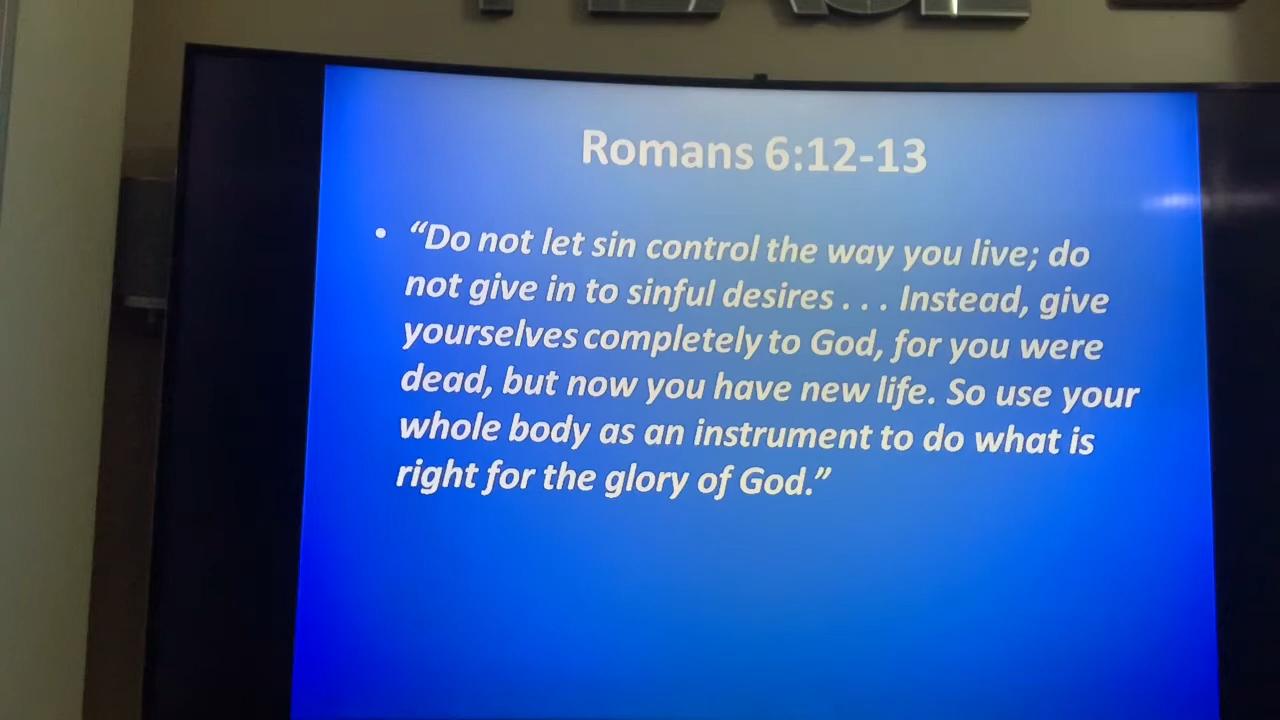 Romans 6:12-13
• “Do not let sin control the way you live; do
not give in to sinful desires . . . Instead, give
yourselves completely to God, for you were
dead, but now you have new life. So use your
whole body as an instrument to do what is
right for the glory of God.”